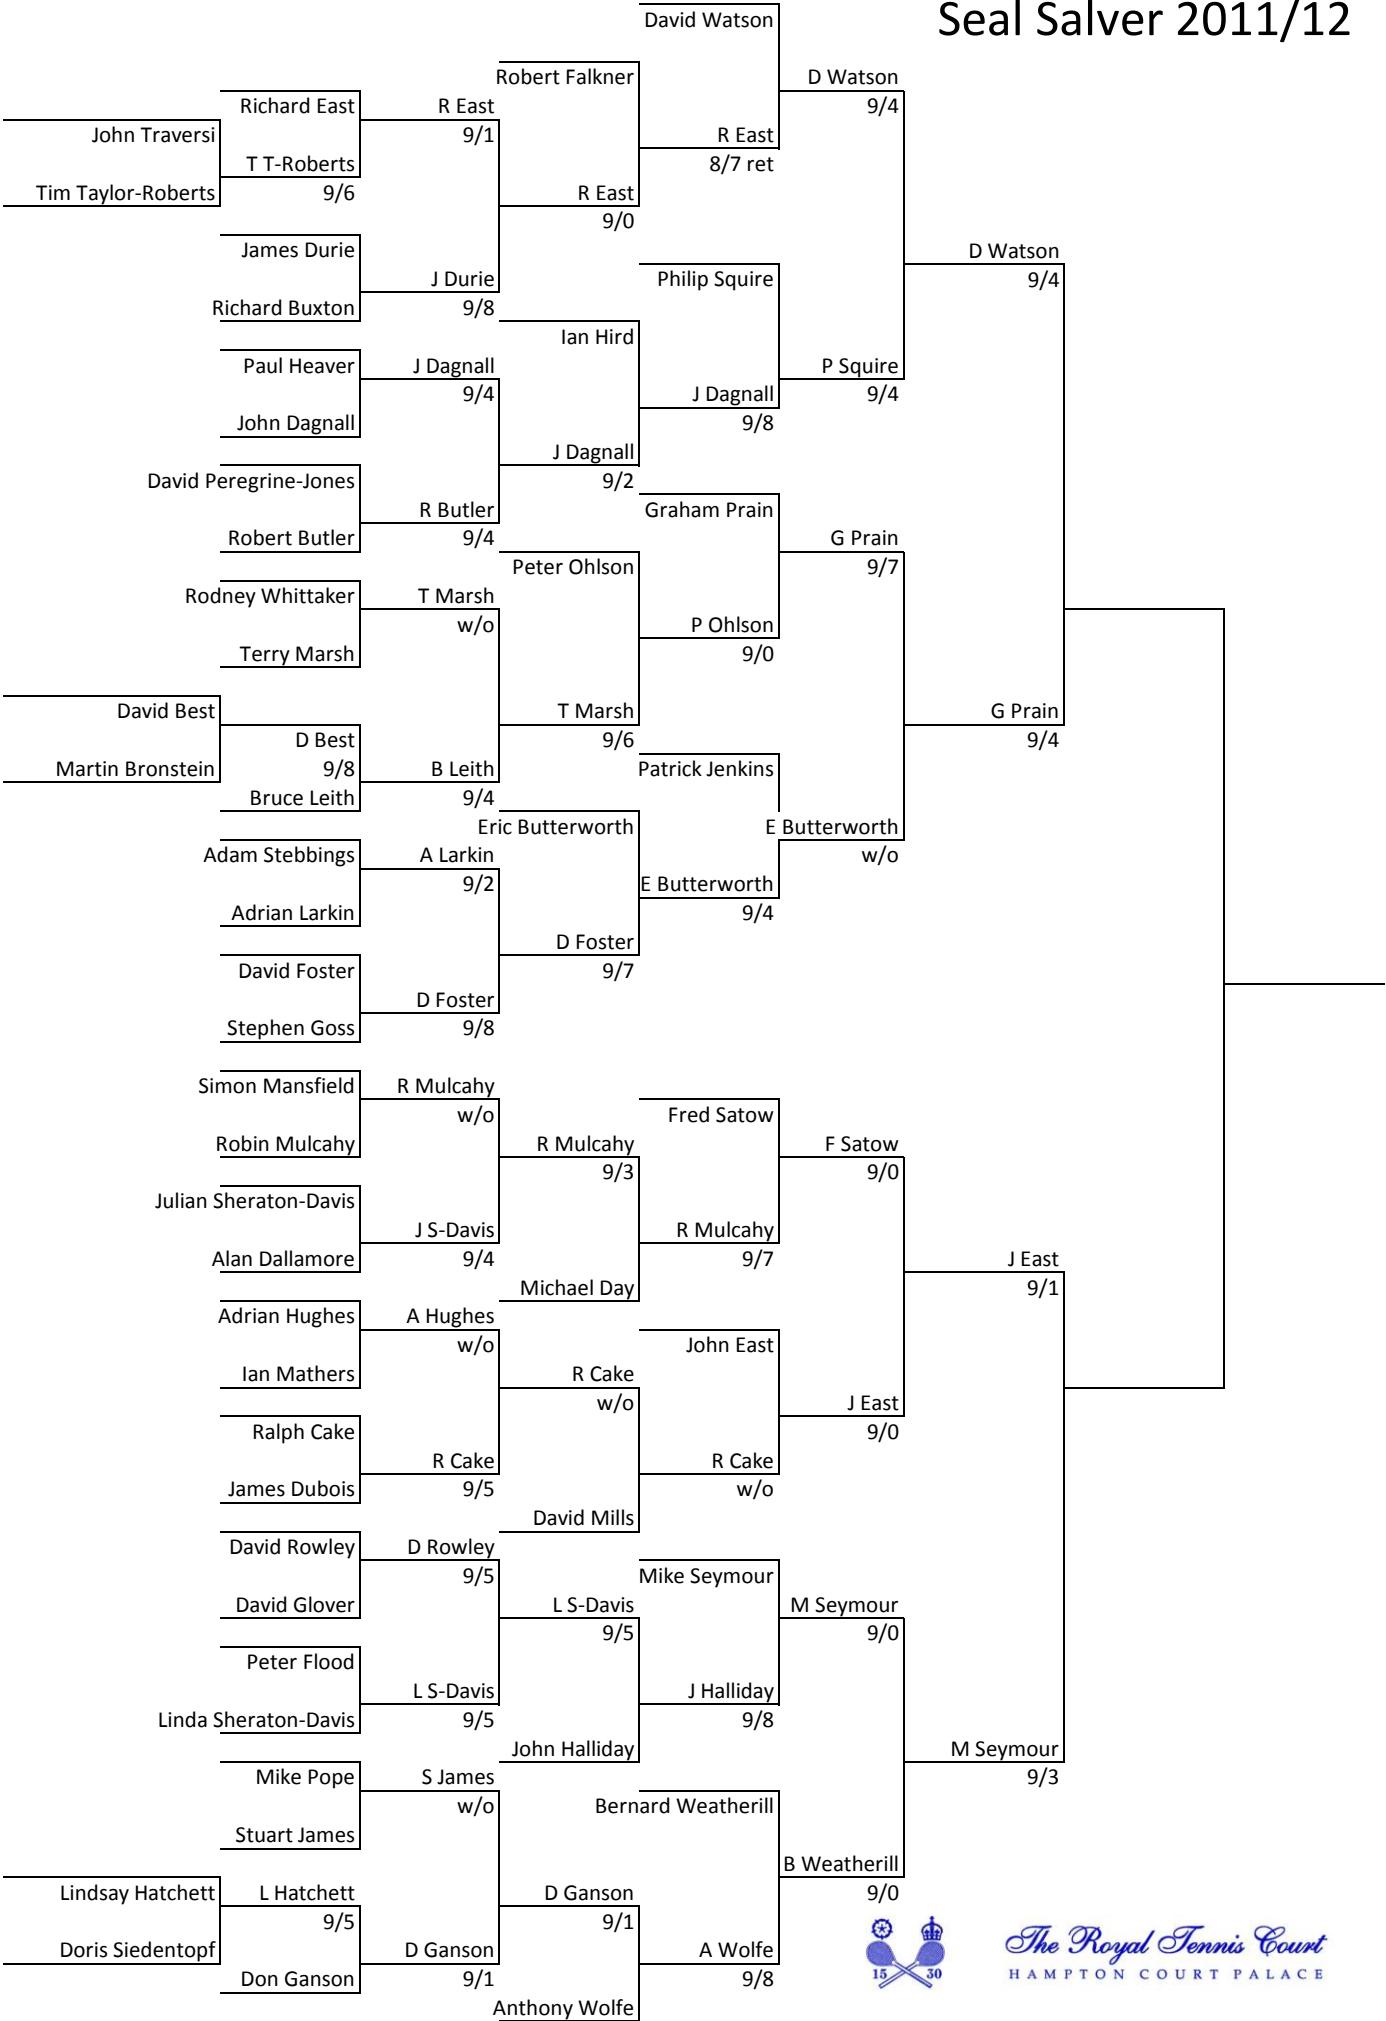 Seal Salver 2011/12
David Watson
Robert Falkner
D Watson
Richard East
R East
9/4
John Traversi
9/1
R East
T T-Roberts
8/7 ret
Tim Taylor-Roberts
9/6
R East
9/0
James Durie
D Watson
J Durie
Philip Squire
9/4
Richard Buxton
9/8
Ian Hird
Paul Heaver
J Dagnall
P Squire
9/4
J Dagnall
9/4
John Dagnall
9/8
J Dagnall
David Peregrine-Jones
9/2
R Butler
Graham Prain
Robert Butler
9/4
G Prain
Peter Ohlson
9/7
Rodney Whittaker
T Marsh
w/o
P Ohlson
Terry Marsh
9/0
David Best
T Marsh
G Prain
D Best
9/6
9/4
Martin Bronstein
9/8
B Leith
Patrick Jenkins
Bruce Leith
9/4
Eric Butterworth
E Butterworth
Adam Stebbings
A Larkin
w/o
9/2
E Butterworth
Adrian Larkin
9/4
D Foster
David Foster
9/7
D Foster
Stephen Goss
9/8
Simon Mansfield
R Mulcahy
w/o
Fred Satow
Robin Mulcahy
R Mulcahy
F Satow
9/3
9/0
Julian Sheraton-Davis
J S-Davis
R Mulcahy
Alan Dallamore
9/4
9/7
J East
Michael Day
9/1
Adrian Hughes
A Hughes
w/o
John East
Ian Mathers
R Cake
w/o
J East
Ralph Cake
9/0
R Cake
R Cake
James Dubois
9/5
w/o
David Mills
David Rowley
D Rowley
9/5
Mike Seymour
David Glover
L S-Davis
M Seymour
9/5
9/0
Peter Flood
L S-Davis
J Halliday
Linda Sheraton-Davis
9/5
9/8
John Halliday
M Seymour
Mike Pope
S James
9/3
w/o
Bernard Weatherill
Stuart James
B Weatherill
Lindsay Hatchett
L Hatchett
D Ganson
9/0
9/5
9/1
Doris Siedentopf
D Ganson
A Wolfe
Don Ganson
9/1
9/8
Anthony Wolfe
The Royal Tennis Court
15 30
HAMPTON COURT PALACE